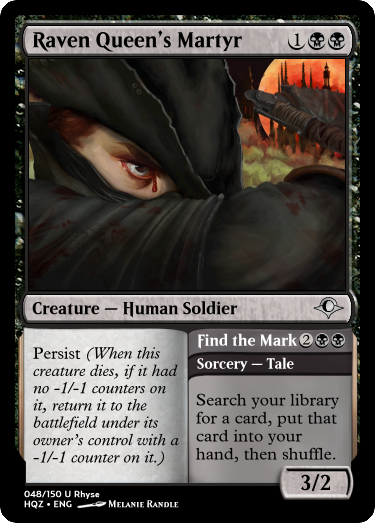 Raven Queen's Martyr 1
Creature — Human Soldier
Persist (When this
creature dies, if it had
no -1/-1 counters on
it, return it to the
battlefield under its
owner's control with a
-1/-1 counter on it.)
Find the Mark 2
Sorcery — Tale
Search your library
for a card, put that
card into your
hand, then shuffle.
3/2
048/150 U Rhyse
HQZ • ENG Melanie Randle